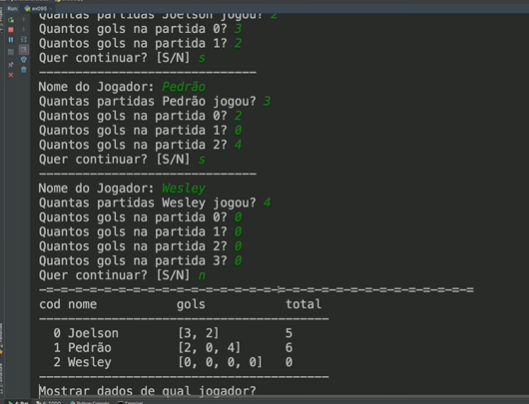 Run: ex095
Quantas partidas Joelson jogou? 2
Quantos gols na partida 0? 3
Quantos gols na partida 1? 2
Quer continuar? [S/N] s
------------------------------
Nome do Jogador: Pedrão
Quantas partidas Pedrão jogou? 3
Quantos gols na partida 0? 2
Quantos gols na partida 1? 0
Quantos gols na partida 2? 4
Quer continuar? [S/N] s
------------------------------
Nome do Jogador: Wesley
Quantas partidas Wesley jogou? 4
Quantos gols na partida 0? 0
Quantos gols na partida 1? 0
Quantos gols na partida 2? 0
Quantos gols na partida 3? 0
Quer continuar? [S/N] n
-=-=-=-=-=-=-=-=-=-=-=-=-=-=-=-=-=-=-=-=-=-=-=-=-=-=-=-=-=-=
cod nome gols total
----------------------------------------
0 Joelson [3, 2] 5
1 Pedrão [2, 0, 4] 6
2 Wesley [0, 0, 0, 0] 0
----------------------------------------
Mostrar dados de qual jogador?